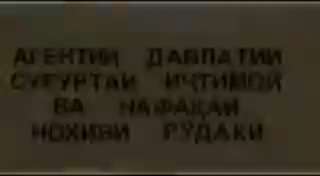 АГЕНТИИ ДАВЛАТИИ
СУҒУРТАИ ИҶТИМОӢ
ВА НАФАҚАИ
НОҲИЯИ РӮДАКӢ